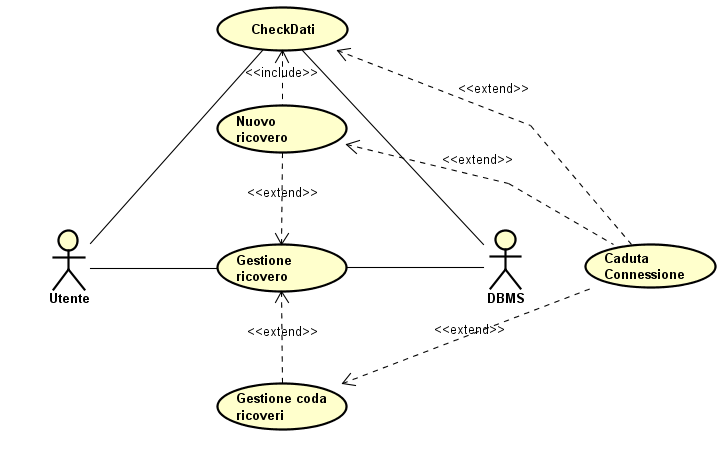 CheckDati
<<include>>
<<extend>>
Nuovo
ricovero
<<extend>>
<<extend>>
Utente
Gestione
ricovero
DBMS
Caduta
Connessione
<<extend>>
<<extend>>
Gestione coda
ricoveri